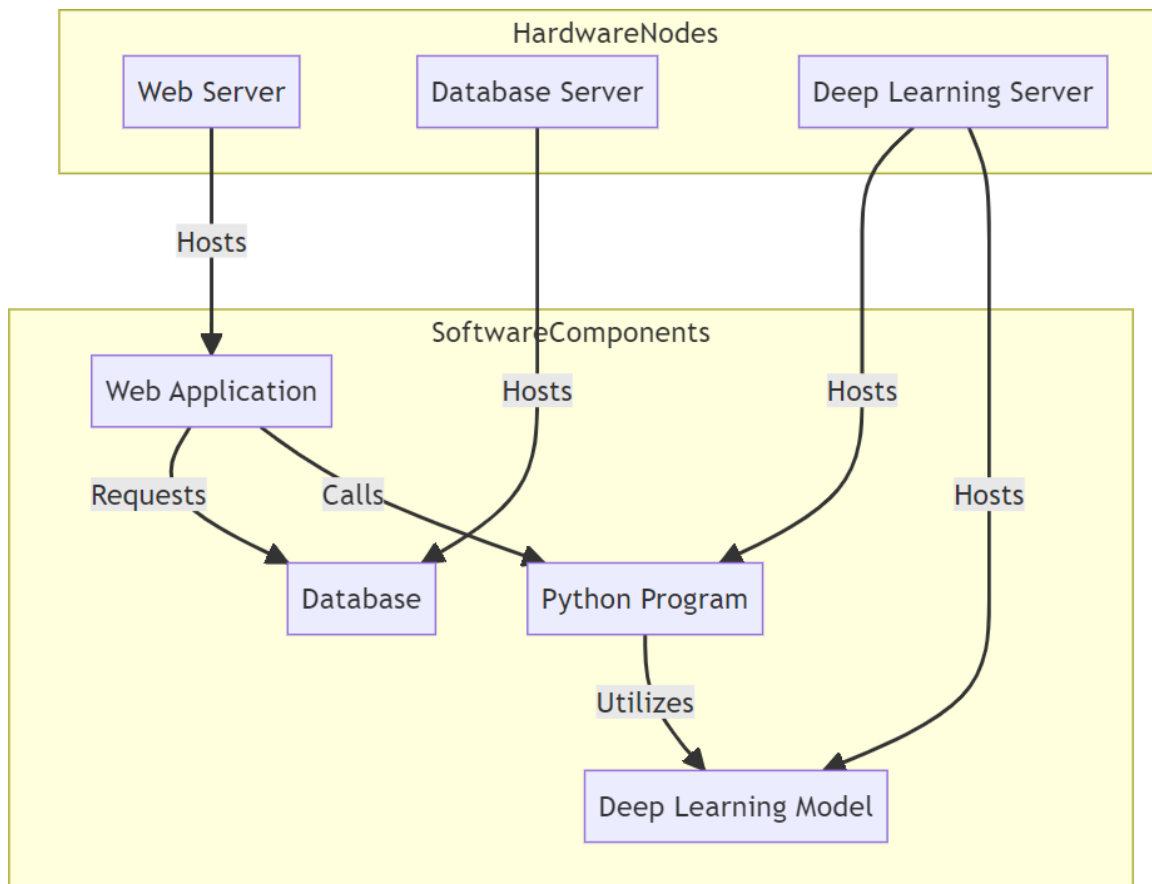 HardwareNodes
Web Server
Database Server
Deep Learning Server
Hosts
SoftwareComponents
Web Application
Hosts
Hosts
Requests
Calls
Hosts
Database
Python Program
Utilizes
Deep Learning Model